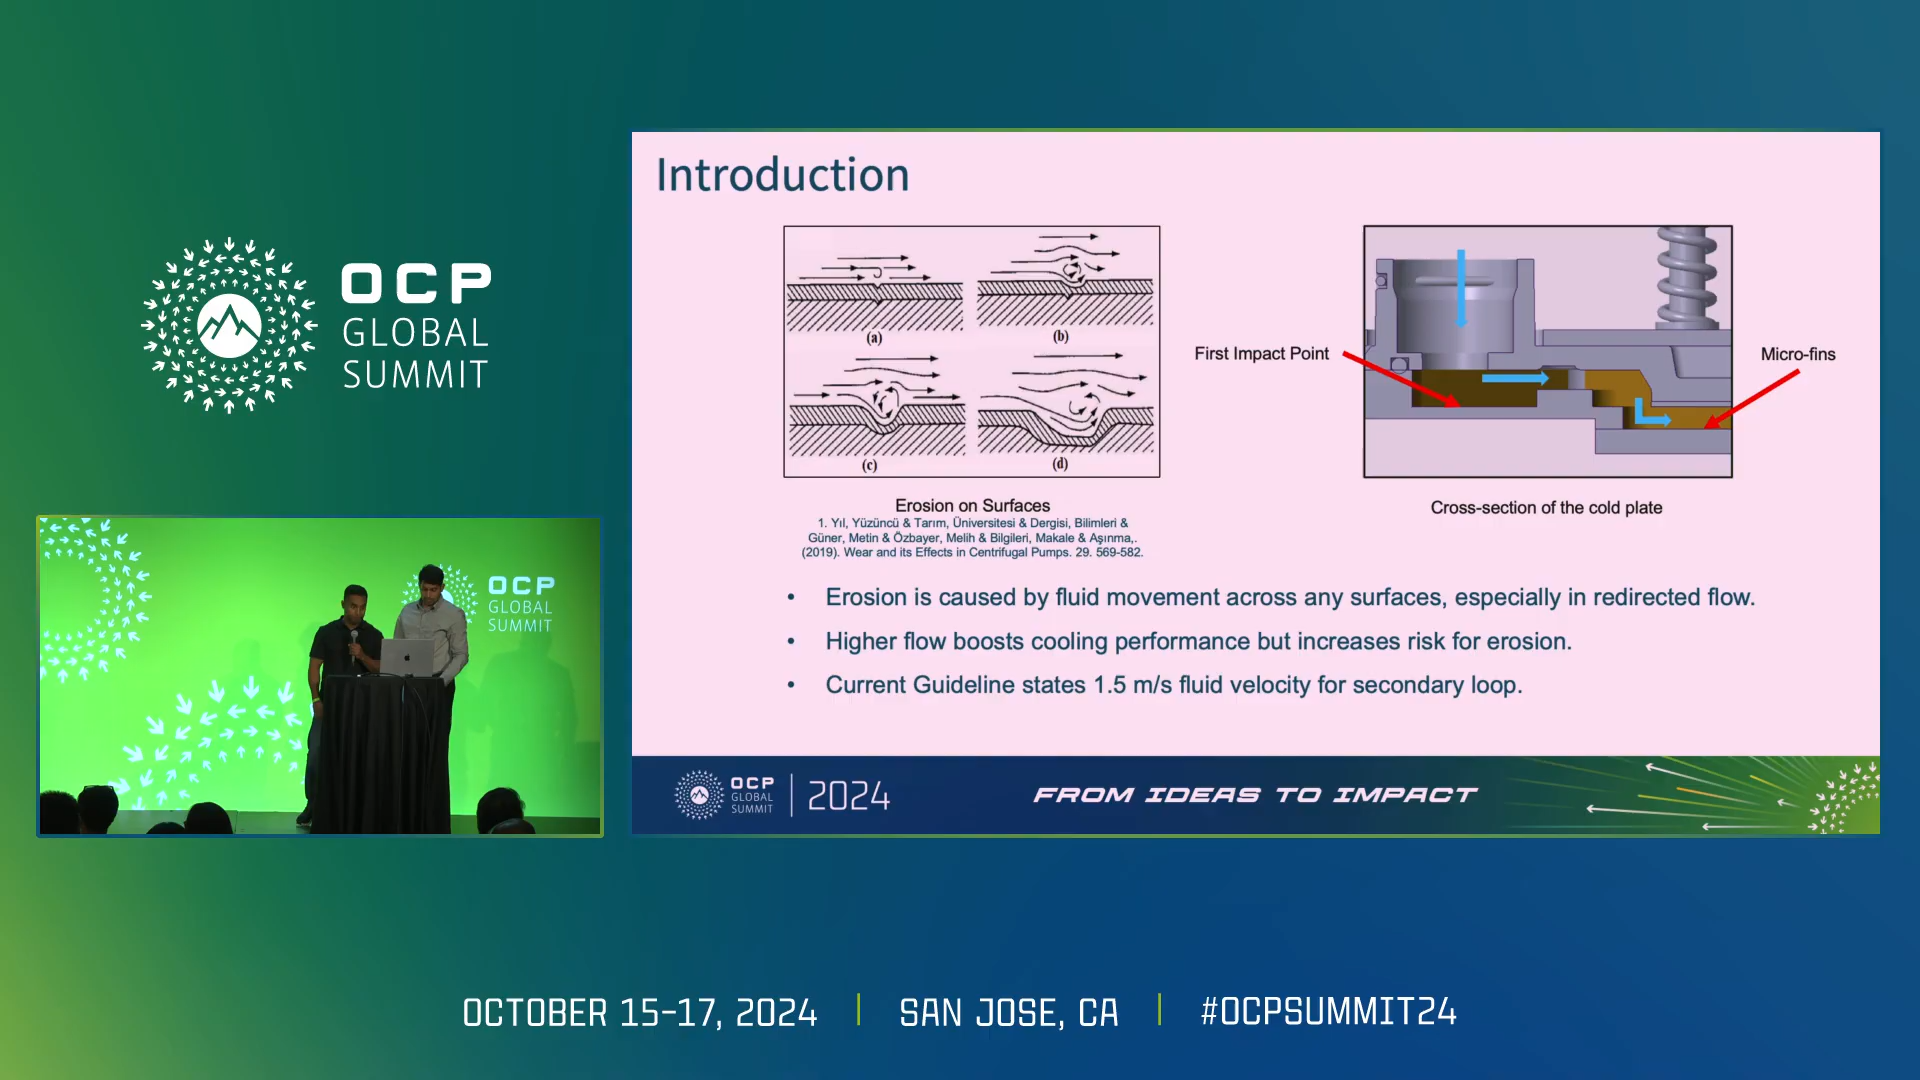 OCP
GLOBAL
SUMMIT
OCP
GLOBAL
SUMMIT
Introduction
(a)
(b)
(c)
(d)
First Impact Point
Micro-fins
Erosion on Surfaces
1. Yıl, Yüzüncü & Tarım, Üniversitesi & Dergisi, Bilimleri &
Güner, Metin & Özbayer, Melih & Bilgileri, Makale & Aşınma,.
(2019). Wear and its Effects in Centrifugal Pumps. 29. 569-582.
Cross-section of the cold plate
• Erosion is caused by fluid movement across any surfaces, especially in redirected flow.
• Higher flow boosts cooling performance but increases risk for erosion.
• Current Guideline states 1.5 m/s fluid velocity for secondary loop.
OCP
GLOBAL
SUMMIT
2024
FROM IDEAS TO IMPACT
OCTOBER 15-17, 2024 | SAN JOSE, CA | #OCPSUMMIT24